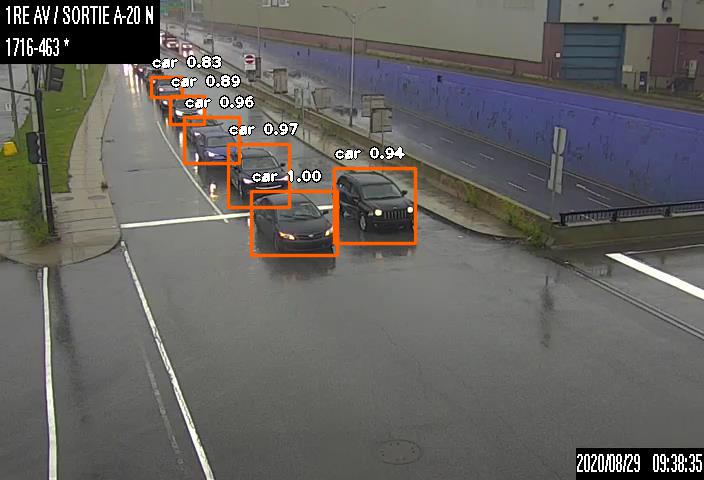 1RE AV / SORTIE A-20 N
1716-463 *
car 0.83
car 0.89
car 0.96
car 0.97
car 0.94
car 1.00
2020/08/29 09:38:35